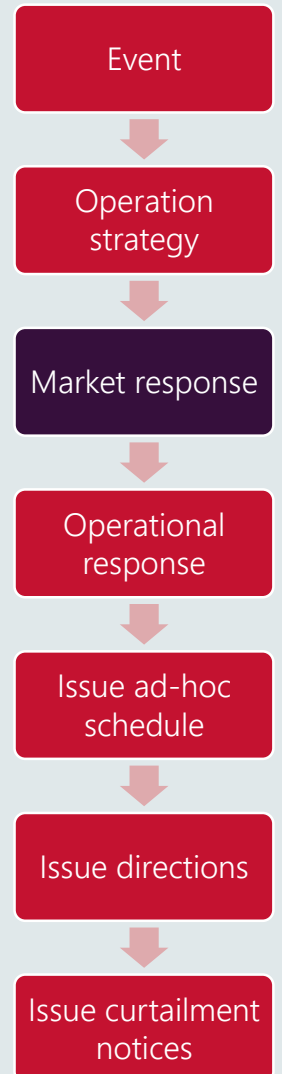 Event
Operation
strategy
Market response
Operational
response
Issue ad-hoc
schedule
Issue directions
Issue curtailment
notices